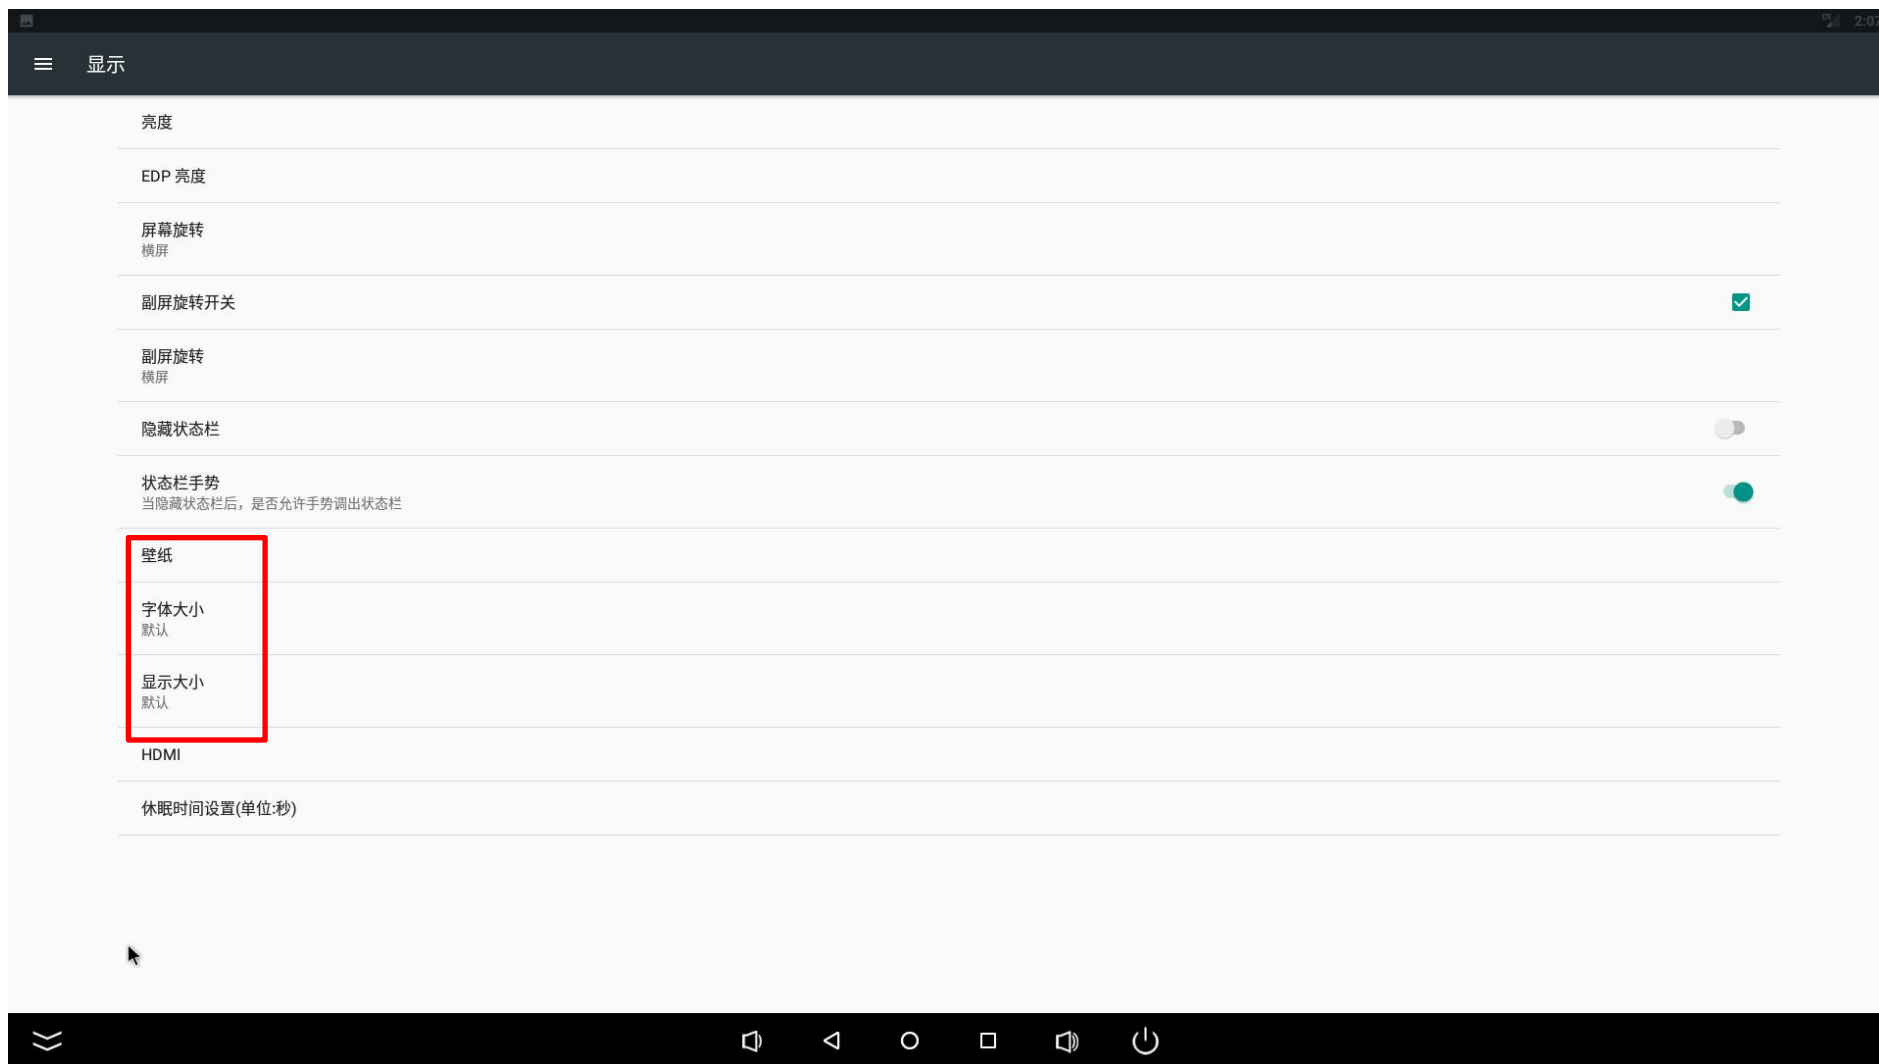 LTE
2:07
显示
亮度
EDP 亮度
屏幕旋转
横屏
副屏旋转开关
副屏旋转
横屏
隐藏状态栏
状态栏手势
当隐藏状态栏后，是否允许手势调出状态栏
壁纸
字体大小
默认
显示大小
默认
HDMI
休眠时间设置(单位:秒)